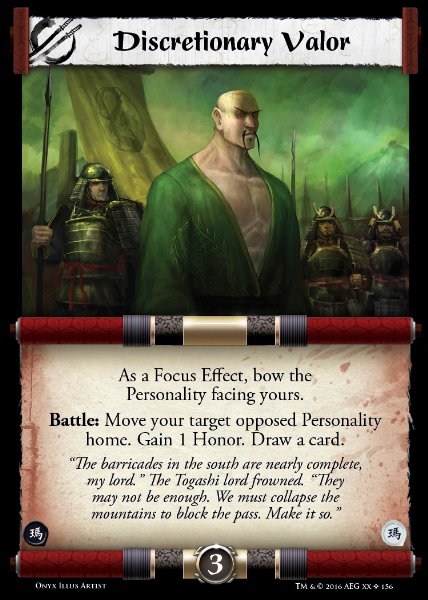 Discretionary Valor
As a Focus Effect, bow the
Personality facing yours.
Battle: Move your target opposed Personality
home. Gain 1 Honor. Draw a card.
“The barricades in the south are nearly complete,
my lord.” The Togashi lord frowned. “They
may not be enough. We must collapse the
mountains to block the pass. Make it so.”
瑪
瑪
3
Onyx Illus Artist
TM & © 2016 AEG XX ❖ 156